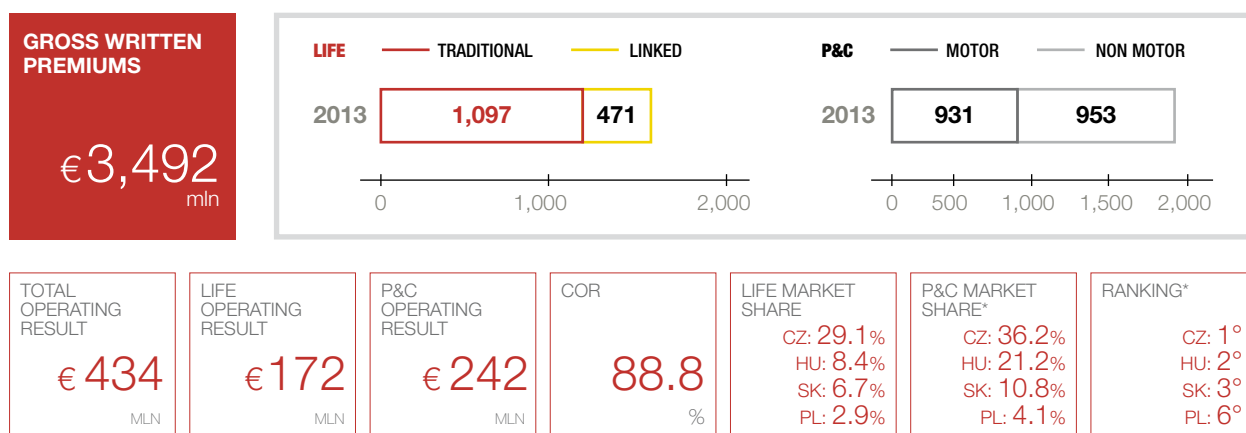 GROSS WRITTEN
PREMIUMS
€3,492
mln
LIFE TRADITIONAL LINKED
2013 1,097 471
0 1,000 2,000
P&C MOTOR NON MOTOR
2013 931 953
0 500 1,000 1,500 2,000
TOTAL
OPERATING
RESULT
€ 434
MLN
LIFE
OPERATING
RESULT
€ 172
MLN
P&C
OPERATING
RESULT
€ 242
MLN
COR
88.8
%
LIFE MARKET
SHARE
CZ: 29.1%
HU: 8.4%
SK: 6.7%
PL: 2.9%
P&C MARKET
SHARE*
CZ: 36.2%
HU: 21.2%
SK: 10.8%
PL: 4.1%
RANKING*
CZ: 1°
HU: 2°
SK: 3°
PL: 6°